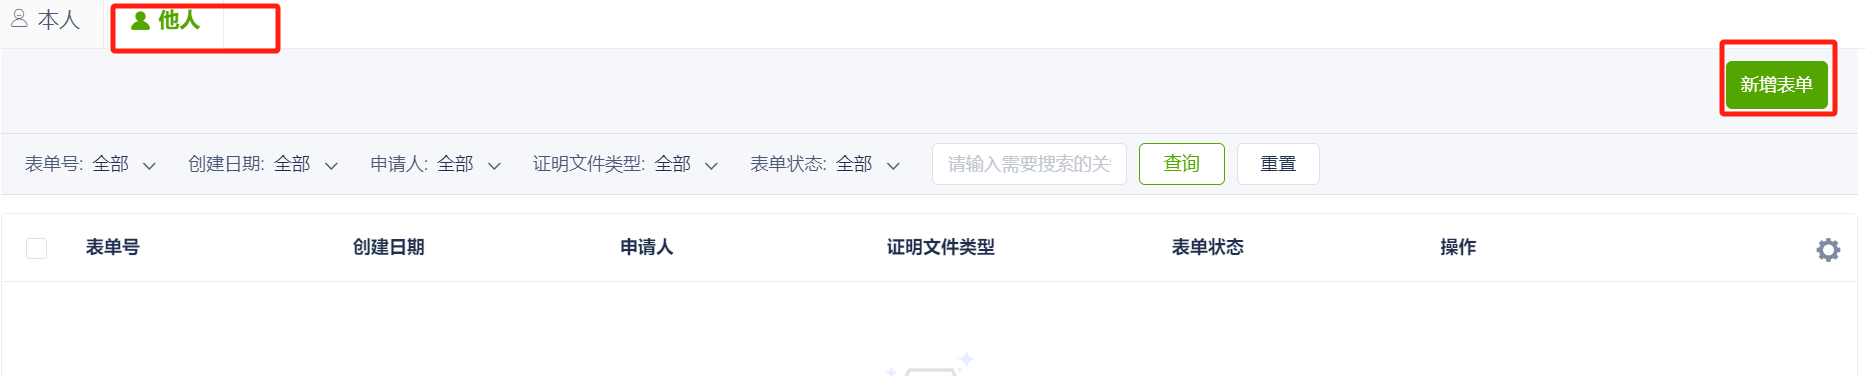 本人 他人
新增表单
表单号: 全部 创建日期: 全部 申请人: 全部 证明文件类型: 全部 表单状态: 全部 请输入需要搜索的关 查询 重置
表单号 创建日期 申请人 证明文件类型 表单状态 操作